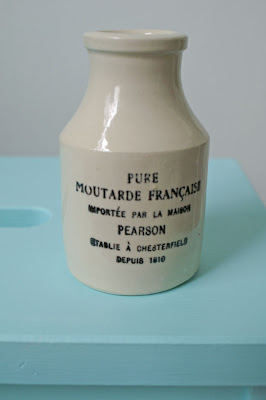 PURE
MOUTARDE FRANÇAISE
IMPORTÉE PAR LA MAISON
PEARSON
ÉTABLIE À CHESTERFIELD
DEPUIS 1810